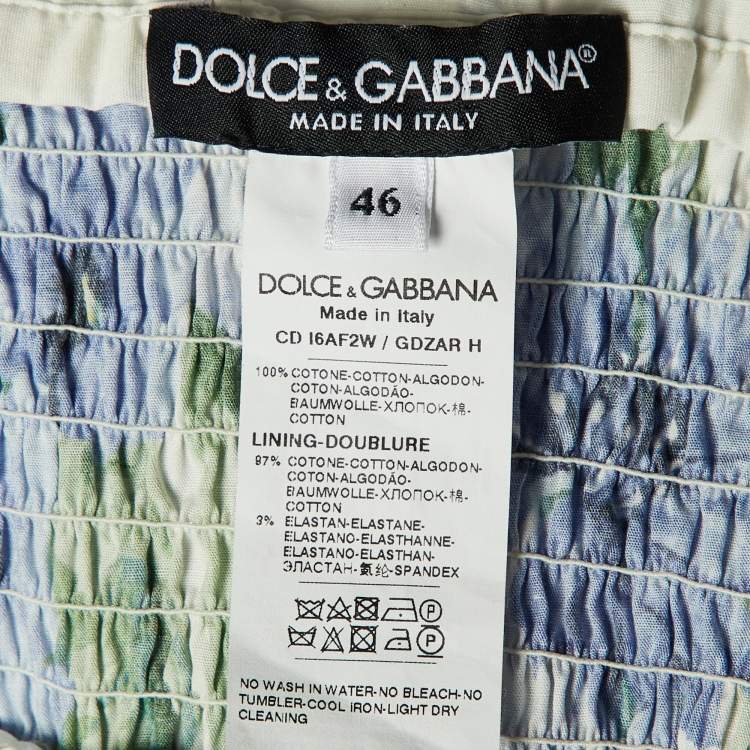 DOLCE & GABBANA®
MADE IN ITALY
46
DOLCE & GABBANA
Made in Italy
CD I6AF2W / GDZAR H
100% COTONE-COTTON-ALGODON-
COTON-ALGODÃO-
BAUMWOLLE-ХЛОПОК-棉-
COTTON
LINING-DOUBLURE
97% COTONE-COTTON-ALGODON-
COTON-ALGODÃO-
BAUMWOLLE-ХЛОПОК-棉-
COTTON
3% ELASTAN-ELASTANE-
ELASTANO-ELASTHANNE-
ELASTANO-ELASTHAN-
ЭЛАСТАН-氨纶-SPANDEX
P
P
NO WASH IN WATER-NO BLEACH-NO
TUMBLER-COOL IRON-LIGHT DRY
CLEANING